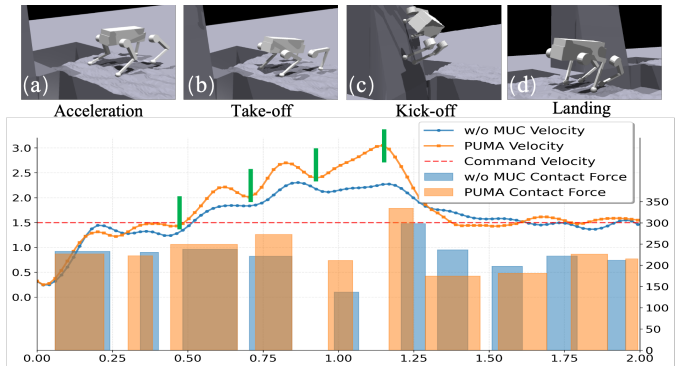 (a)
(b)
(c)
(d)
Acceleration
Take-off
Kick-off
Landing
w/o MUC Velocity
PUMA Velocity
Command Velocity
w/o MUC Contact Force
PUMA Contact Force
3.0
2.5
2.0
1.5
1.0
0.5
0.0
350
300
250
200
150
100
50
0
0.00
0.25
0.50
0.75
1.00
1.25
1.50
1.75
2.00